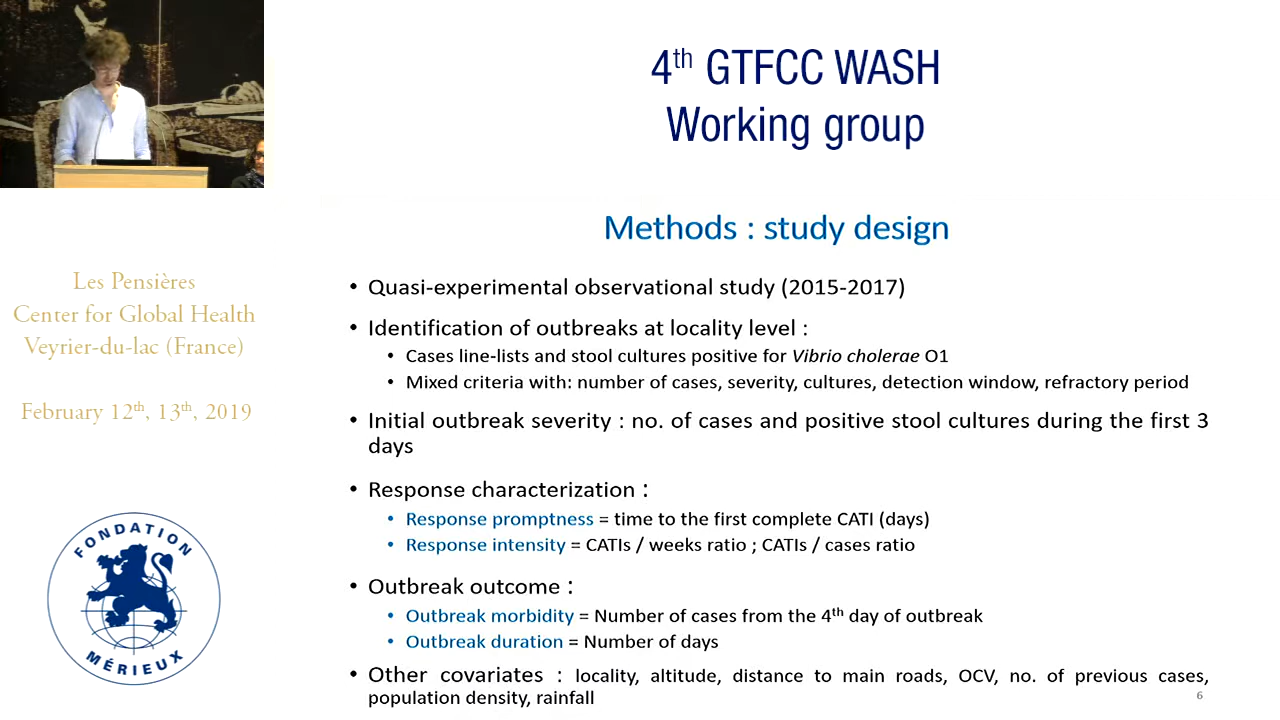 4th GTFCC WASH
Working group
Methods : study design
Les Pensières
Center for Global Health
Veyrier-du-lac (France)
February 12th, 13th, 2019
FONDATION
MÉRIEUX
• Quasi-experimental observational study (2015-2017)
• Identification of outbreaks at locality level :
• Cases line-lists and stool cultures positive for Vibrio cholerae O1
• Mixed criteria with: number of cases, severity, cultures, detection window, refractory period
• Initial outbreak severity : no. of cases and positive stool cultures during the first 3
days
• Response characterization :
• Response promptness = time to the first complete CATI (days)
• Response intensity = CATIs / weeks ratio ; CATIs / cases ratio
• Outbreak outcome :
• Outbreak morbidity = Number of cases from the 4th day of outbreak
• Outbreak duration = Number of days
• Other covariates : locality, altitude, distance to main roads, OCV, no. of previous cases,
population density, rainfall
6